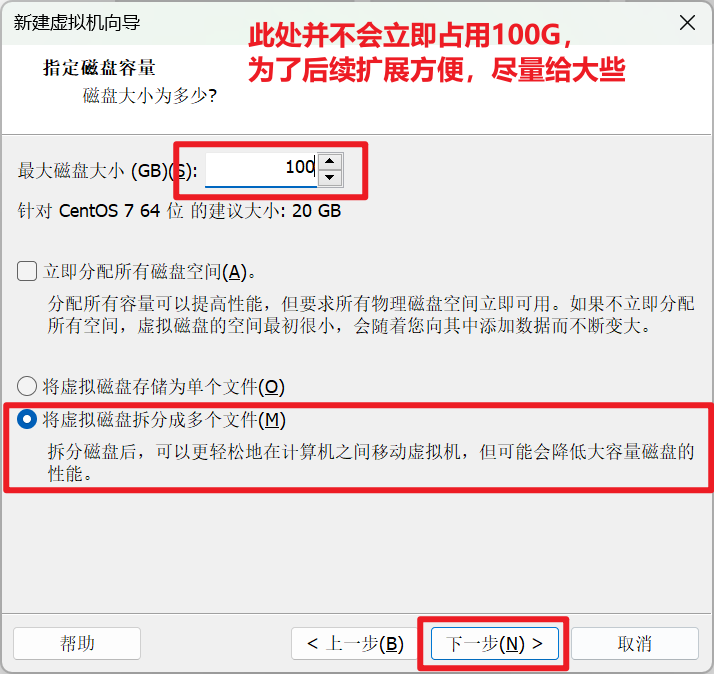 新建虚拟机向导
此处并不会立即占用100G，
为了后续扩展方便，尽量给大些
指定磁盘容量
磁盘大小为多少?
最大磁盘大小 (GB)(S): 100
针对 CentOS 7 64 位 的建议大小: 20 GB
立即分配所有磁盘空间(A)。
分配所有容量可以提高性能，但要求所有物理磁盘空间立即可用。如果不立即分配
所有空间，虚拟磁盘的空间最初很小，会随着您向其中添加数据而不断变大。
将虚拟磁盘存储为单个文件(O)
将虚拟磁盘拆分成多个文件(M)
拆分磁盘后，可以更轻松地在计算机之间移动虚拟机，但可能会降低大容量磁盘的
性能。
帮助 < 上一步(B) 下一步(N) > 取消